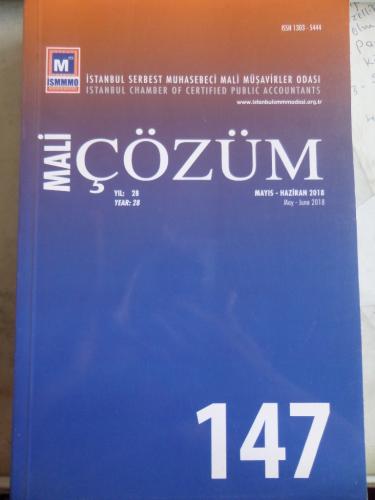 ISSN 1303 - 5444
M
İSMMMO
İSTANBUL SERBEST MUHASEBECİ MALİ MÜŞAVİRLER ODASI
ISTANBUL CHAMBER OF CERTIFIED PUBLIC ACCOUNTANTS
www.istanbulsmmmodasi.org.tr
MALİ
ÇÖZÜM
YIL: 28
YEAR: 28
MAYIS - HAZİRAN 2018
May - June 2018
147